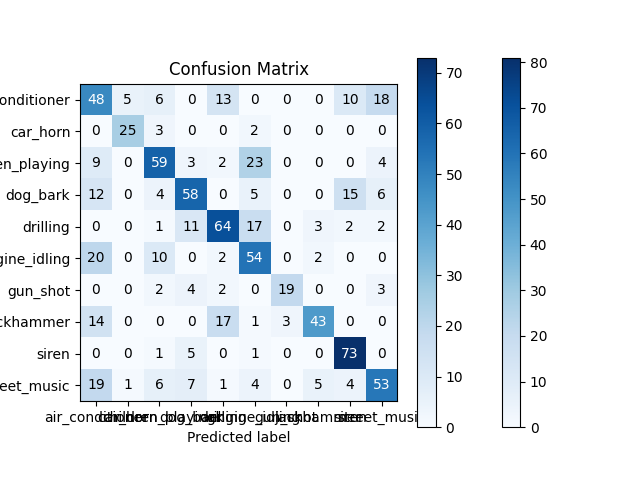 Confusion Matrix
onditioner 48 5 6 0 13 0 0 0 10 18
car_horn 0 25 3 0 0 2 0 0 0 0
en_playing 9 0 59 3 2 23 0 0 0 4
dog_bark 12 0 4 58 0 5 0 0 15 6
drilling 0 0 1 11 64 17 0 3 2 2
gine_idling 20 0 10 0 2 54 0 2 0 0
gun_shot 0 0 2 4 2 0 19 0 0 3
ckhammer 14 0 0 0 17 1 3 43 0 0
siren 0 0 1 5 0 1 0 0 73 0
eet_music 19 1 6 7 1 4 0 5 4 53
Predicted label
70
60
50
40
30
20
10
0
80
70
60
50
40
30
20
10
0